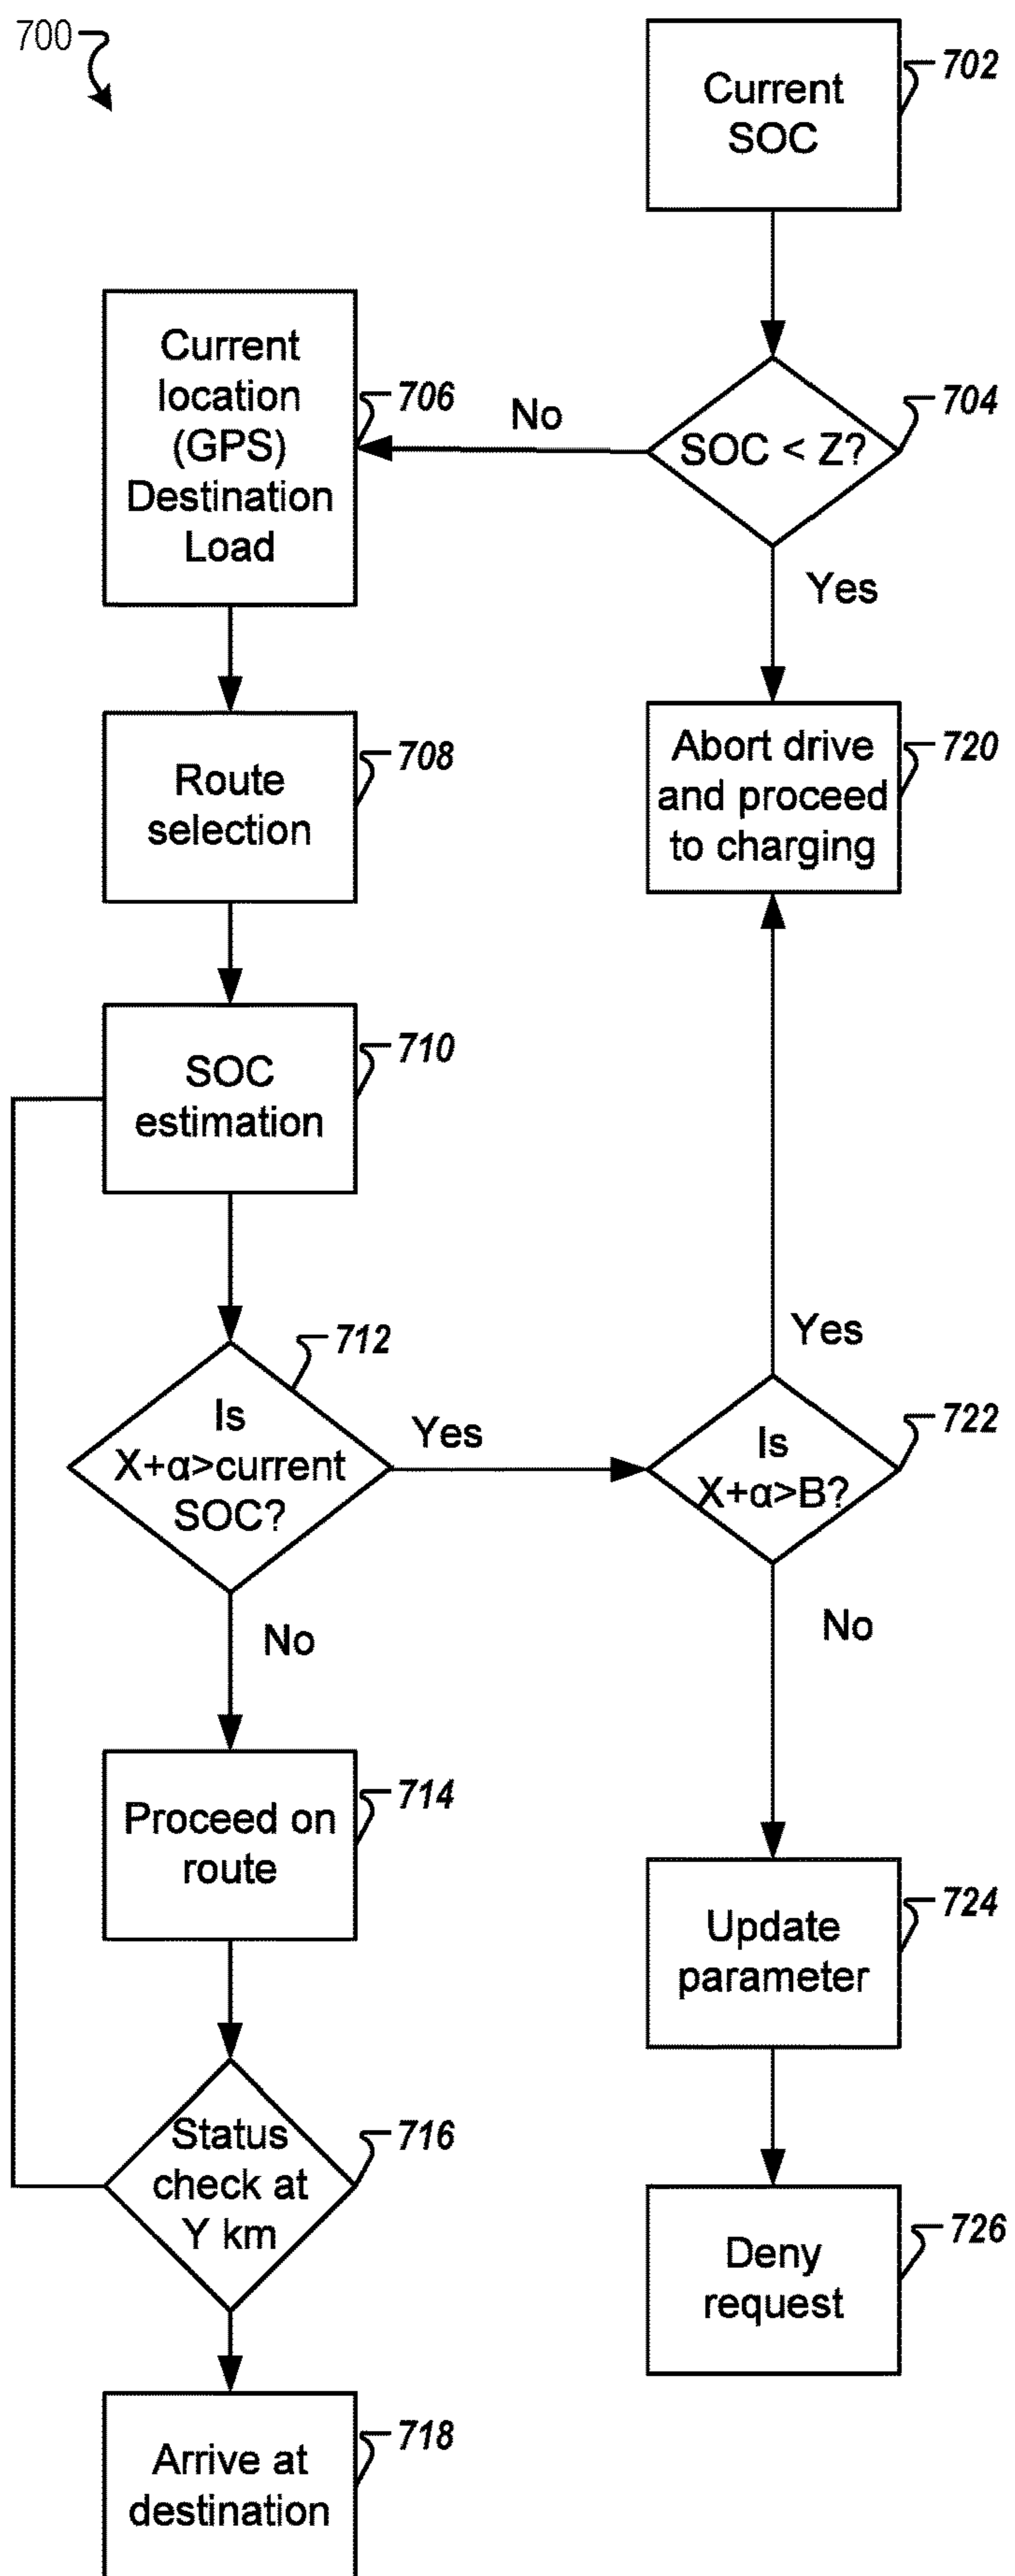 700
Current
SOC
702
SOC < Z?
704
No
Yes
Current
location
(GPS)
Destination
Load
706
Route
selection
708
Abort drive
and proceed
to charging
720
SOC
estimation
710
Is
X+α>current
SOC?
712
Yes
No
Is
X+α>B?
722
Yes
No
Proceed on
route
714
Update
parameter
724
Status
check at
Y km
716
Deny
request
726
Arrive at
destination
718